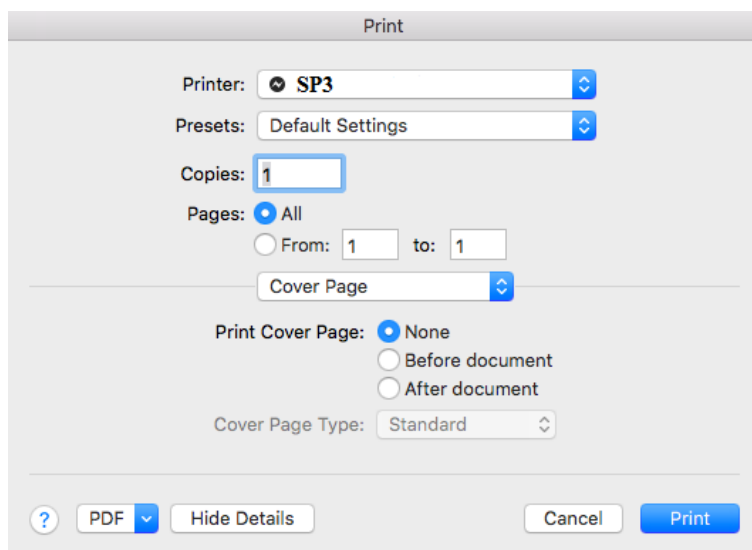 Print
Printer: SP3
Presets: Default Settings
Copies: 1
Pages: All
From: 1 to: 1
Cover Page
Print Cover Page: None
Before document
After document
Cover Page Type: Standard
? PDF Hide Details Cancel Print